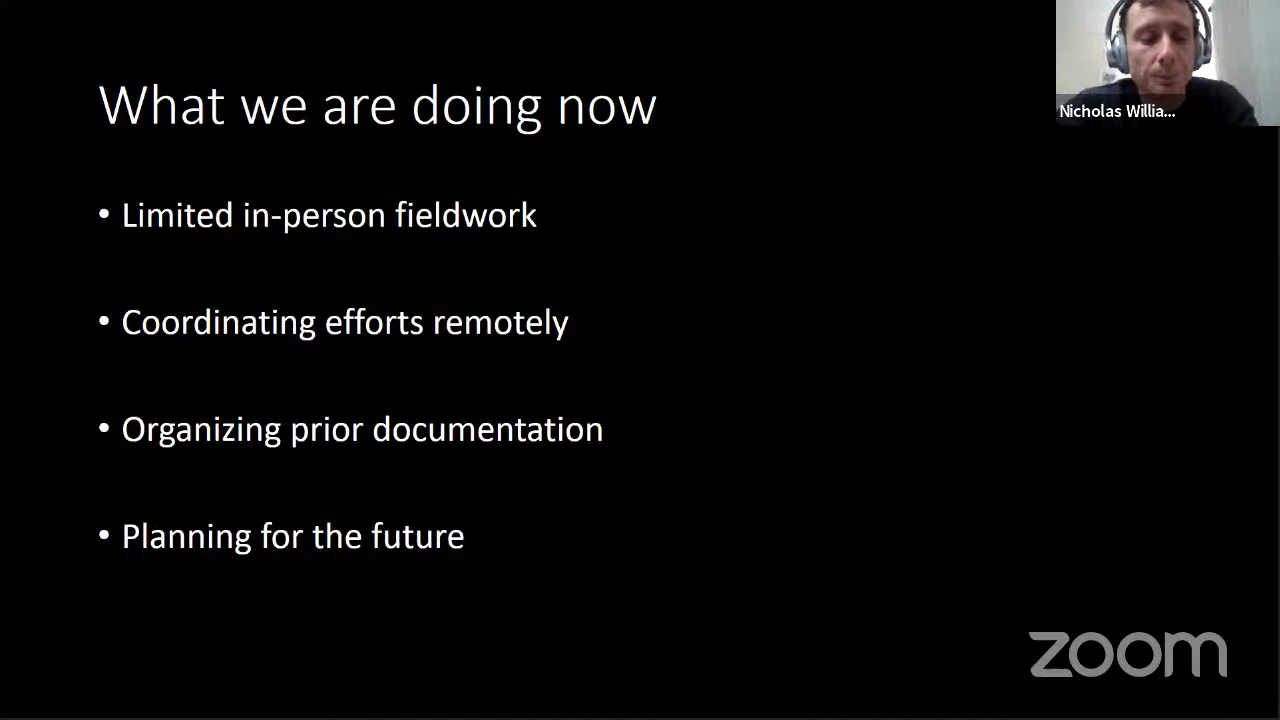 What we are doing now
Nicholas Willia...
• Limited in-person fieldwork
• Coordinating efforts remotely
• Organizing prior documentation
• Planning for the future
zoom